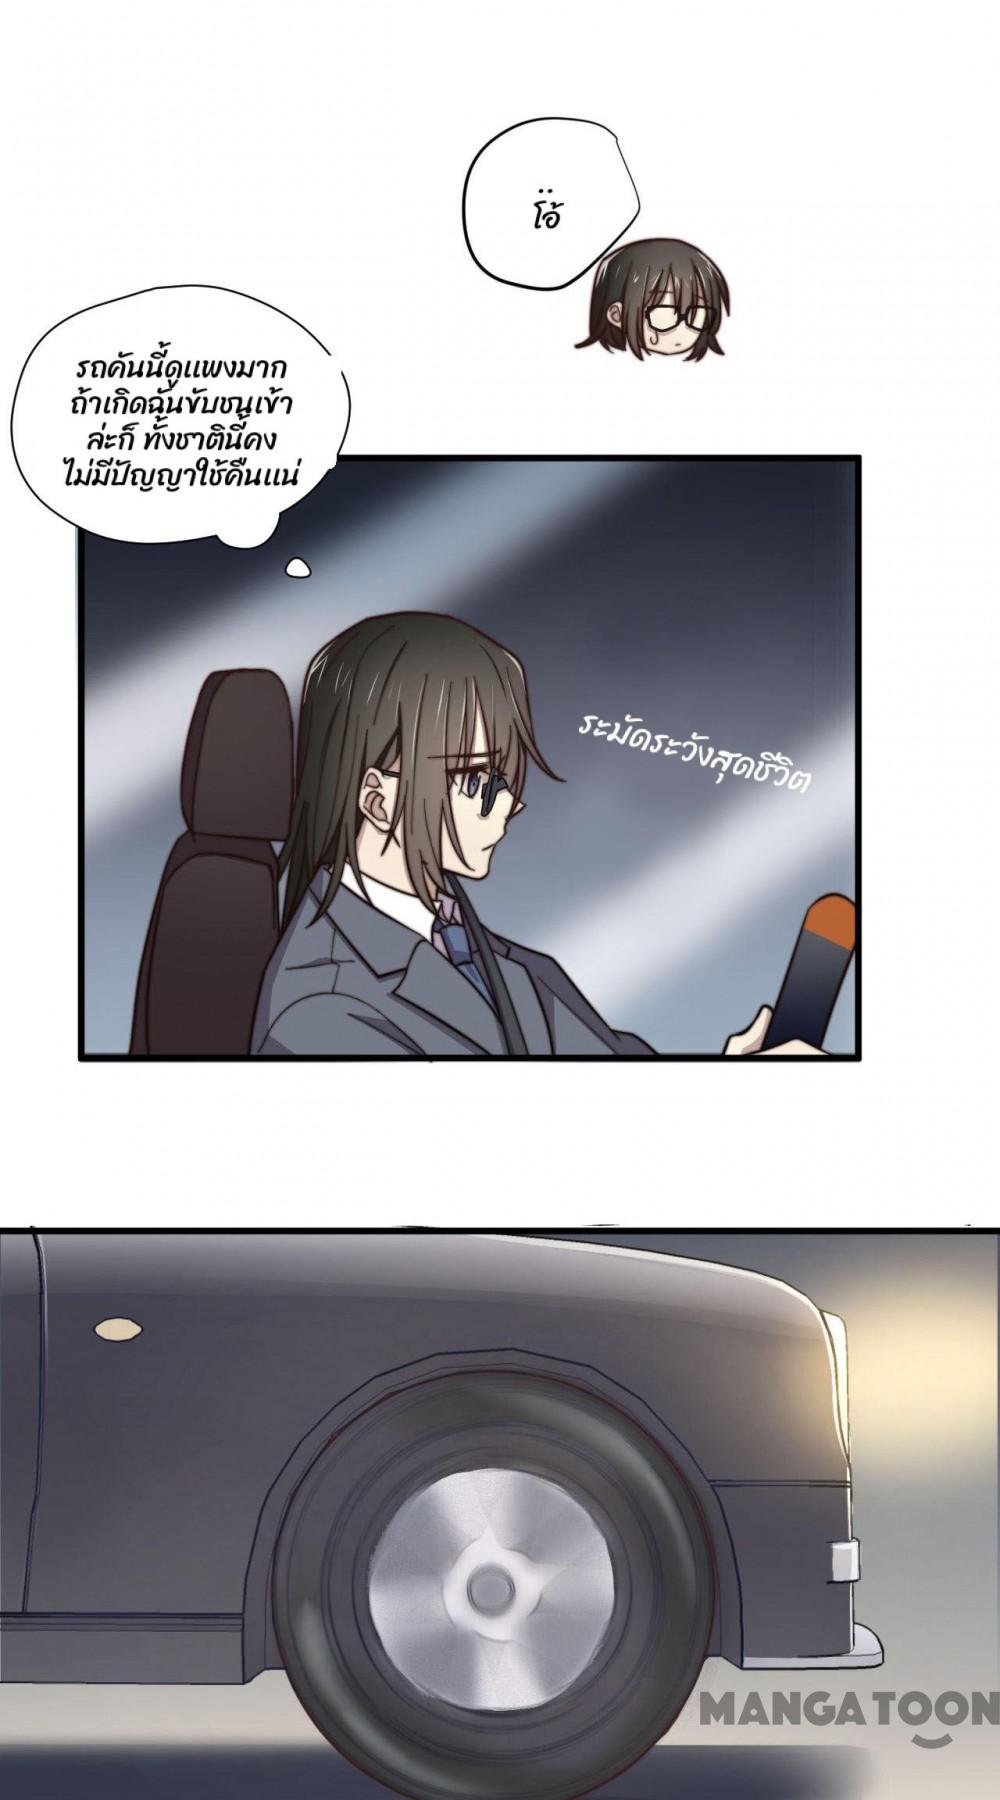 ..
โอ้
รถคันนี้ดูแพงมาก
ถ้าเกิดฉันขับชนเข้า
ล่ะก็ ทั้งชาตินี้คง
ไม่มีปัญญาใช้คืนแน่
ระมัดระวังสุดชีวิต
MANGATOON